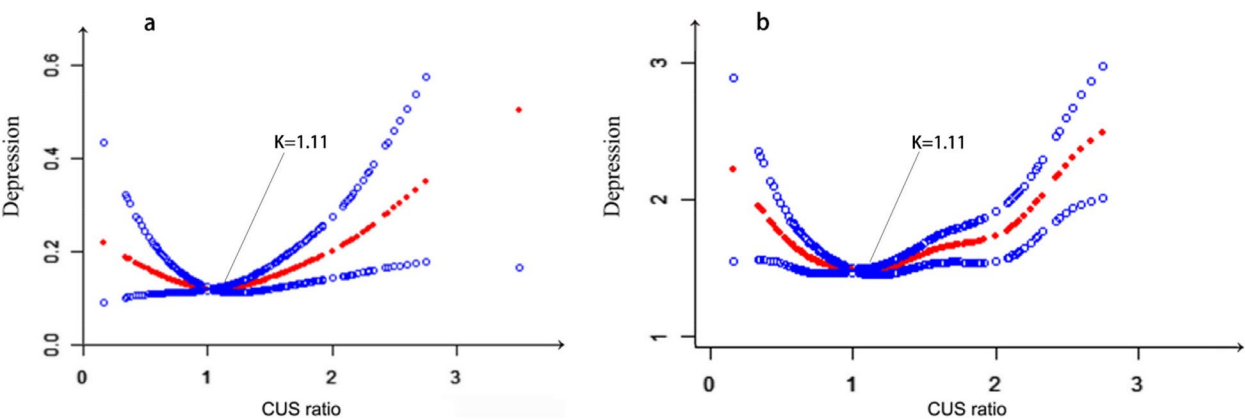 a
Depression
0.6
0.4
0.2
0.0
K=1.11
0 1 2 3
CUS ratio
b
Depression
3
2
1
K=1.11
0 1 2 3
CUS ratio